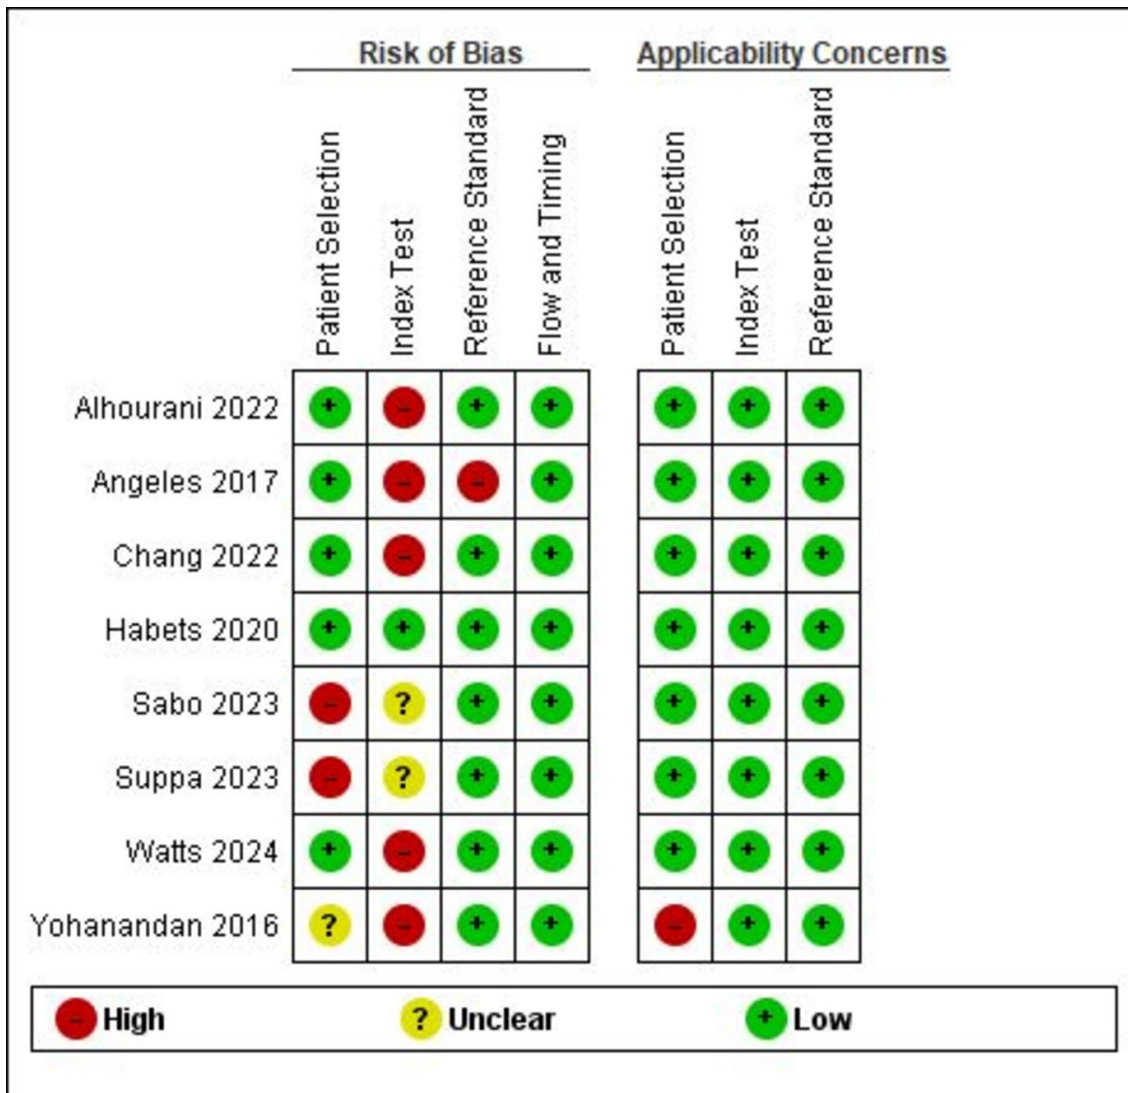 Risk of Bias
Applicability Concerns
Patient Selection
Index Test
Reference Standard
Flow and Timing
Patient Selection
Index Test
Reference Standard
Alhourani 2022 + - + + + + +
Angeles 2017 + - - + + + +
Chang 2022 + - + + + + +
Habets 2020 + + + + + + +
Sabo 2023 - ? + + + + +
Suppa 2023 - ? + + + + +
Watts 2024 + - + + + + +
Yohanandan 2016 ? - + + - + +
- High ? Unclear + Low